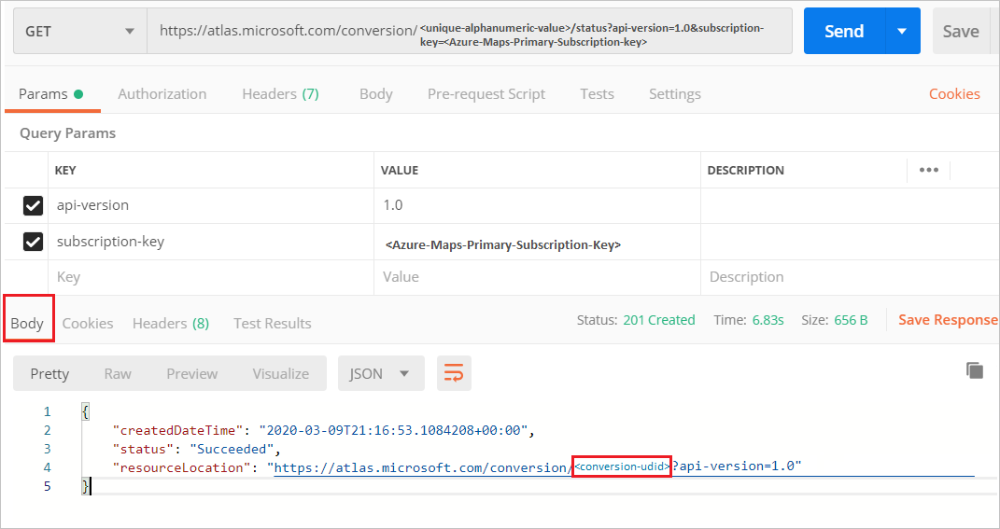 GET https://atlas.microsoft.com/conversion/ <unique-alphanumeric-value>/status?api-version=1.0&subscription-
key=<Azure-Maps-Primary-Subscription-key>
Send Save
Params Authorization Headers (7) Body Pre-request Script Tests Settings Cookies
Query Params
KEY VALUE DESCRIPTION •••
api-version 1.0
subscription-key <Azure-Maps-Primary-Subscription-Key>
Key Value Description
Body Cookies Headers (8) Test Results Status: 201 Created Time: 6.83s Size: 656 B Save Response
Pretty Raw Preview Visualize JSON
1 {
2 "createdDateTime": "2020-03-09T21:16:53.1084208+00:00",
3 "status": "Succeeded",
4 "resourceLocation": "https://atlas.microsoft.com/conversion/<conversion-udid>?api-version=1.0"
5 }